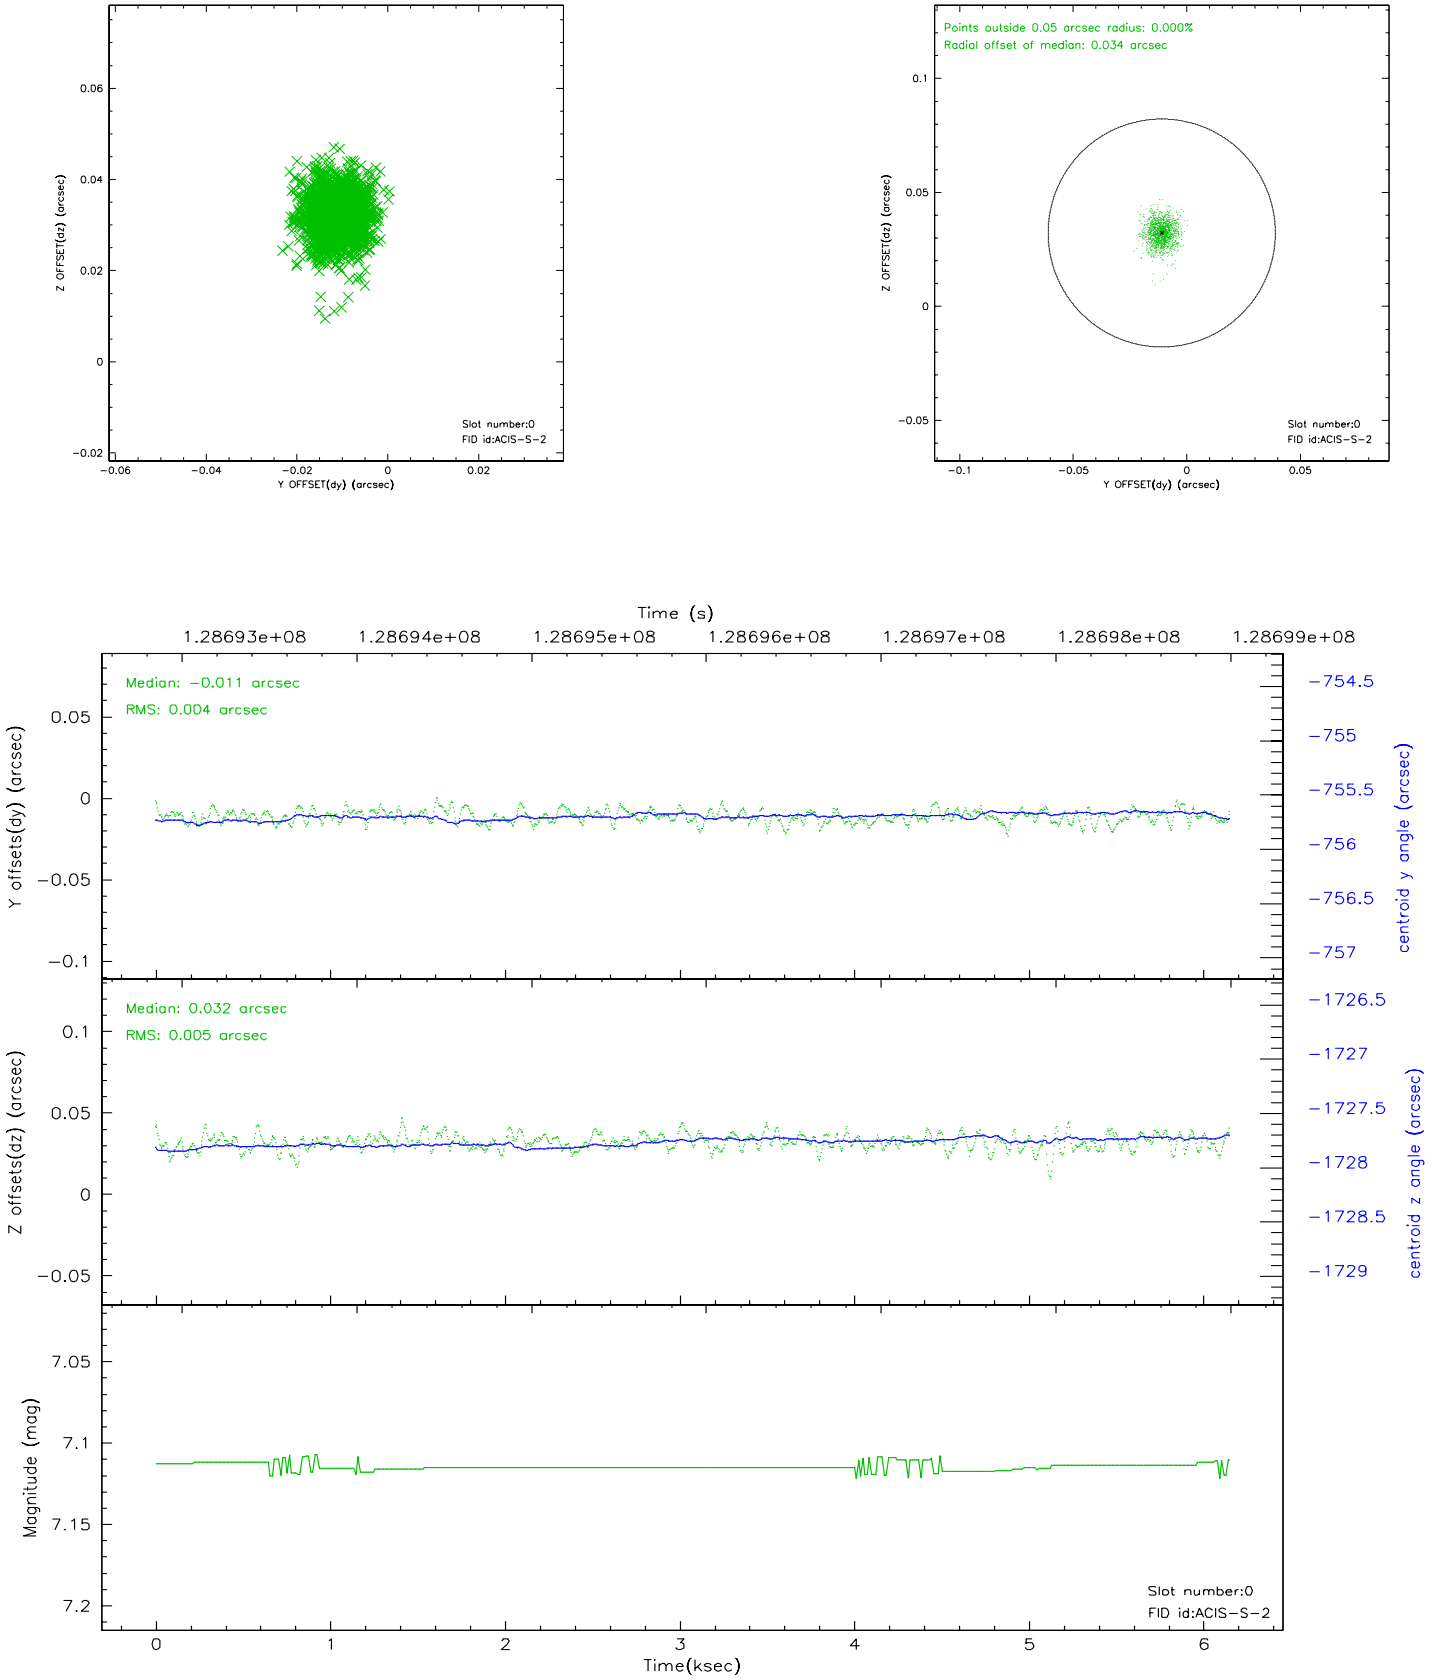 0.06
0.04
0.02
0
-0.02
-0.06
-0.04
-0.02
0
0.02
Z OFFSET(dz) (arcsec)
Y OFFSET(dy) (arcsec)
Slot number:0
FID id:ACIS-S-2
Points outside 0.05 arcsec radius: 0.000%
Radial offset of median: 0.034 arcsec
0.1
0.05
0
-0.05
-0.1
-0.05
0
0.05
Z OFFSET(dz) (arcsec)
Y OFFSET(dy) (arcsec)
Slot number:0
FID id:ACIS-S-2
Time (s)
1.28693e+08
1.28694e+08
1.28695e+08
1.28696e+08
1.28697e+08
1.28698e+08
1.28699e+08
Median: -0.011 arcsec
RMS: 0.004 arcsec
0.05
0
-0.05
-0.1
Y offsets(dy) (arcsec)
-754.5
-755
-755.5
-756
-756.5
-757
centroid y angle (arcsec)
Median: 0.032 arcsec
RMS: 0.005 arcsec
0.1
0.05
0
-0.05
Z offsets(dz) (arcsec)
-1726.5
-1727
-1727.5
-1728
-1728.5
-1729
centroid z angle (arcsec)
7.05
7.1
7.15
7.2
Magnitude (mag)
Slot number:0
FID id:ACIS-S-2
0
1
2
3
4
5
6
Time(ksec)